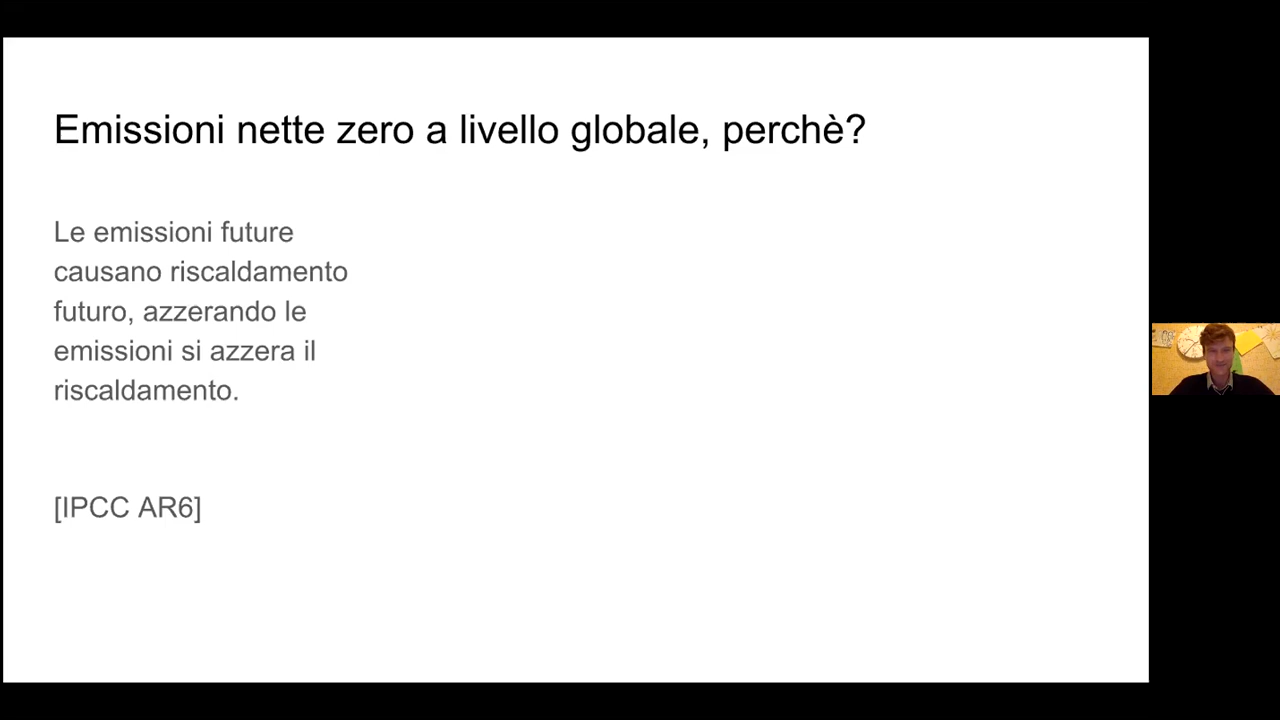 Emissioni nette zero a livello globale, perchè?
Le emissioni future
causano riscaldamento
futuro, azzerando le
emissioni si azzera il
riscaldamento.
[IPCC AR6]